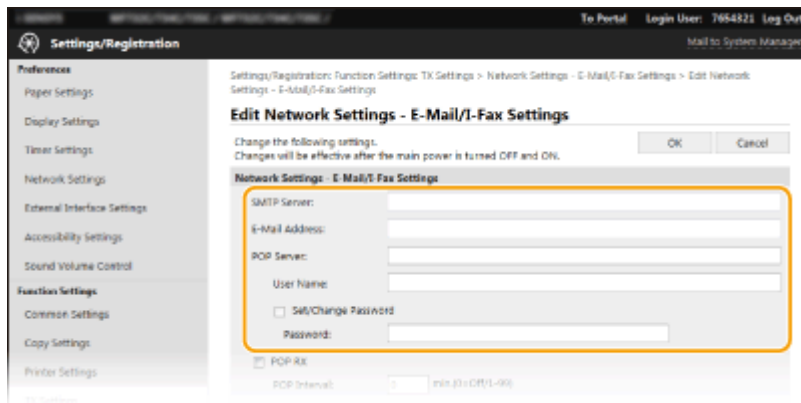 To Portal Login User: 7654321 Log Out
Settings/Registration
Mail to System Manager
Preferences
Paper Settings
Display Settings
Timer Settings
Network Settings
External Interface Settings
Accessibility Settings
Sound Volume Control
Function Settings
Common Settings
Copy Settings
Printer Settings
Settings/Registration: Function Settings: TX Settings > Network Settings - E-Mail/I-Fax Settings > Edit Network
Settings - E-Mail/I-Fax Settings
Edit Network Settings - E-Mail/I-Fax Settings
Change the following settings.
Changes will be effective after the main power is turned OFF and ON.
OK Cancel
Network Settings - E-Mail/I-Fax Settings
SMTP Server:
E-Mail Address:
POP Server:
User Name:
Set/Change Password
Password:
POP RX
POP Interval: min (0=Off/1-99)